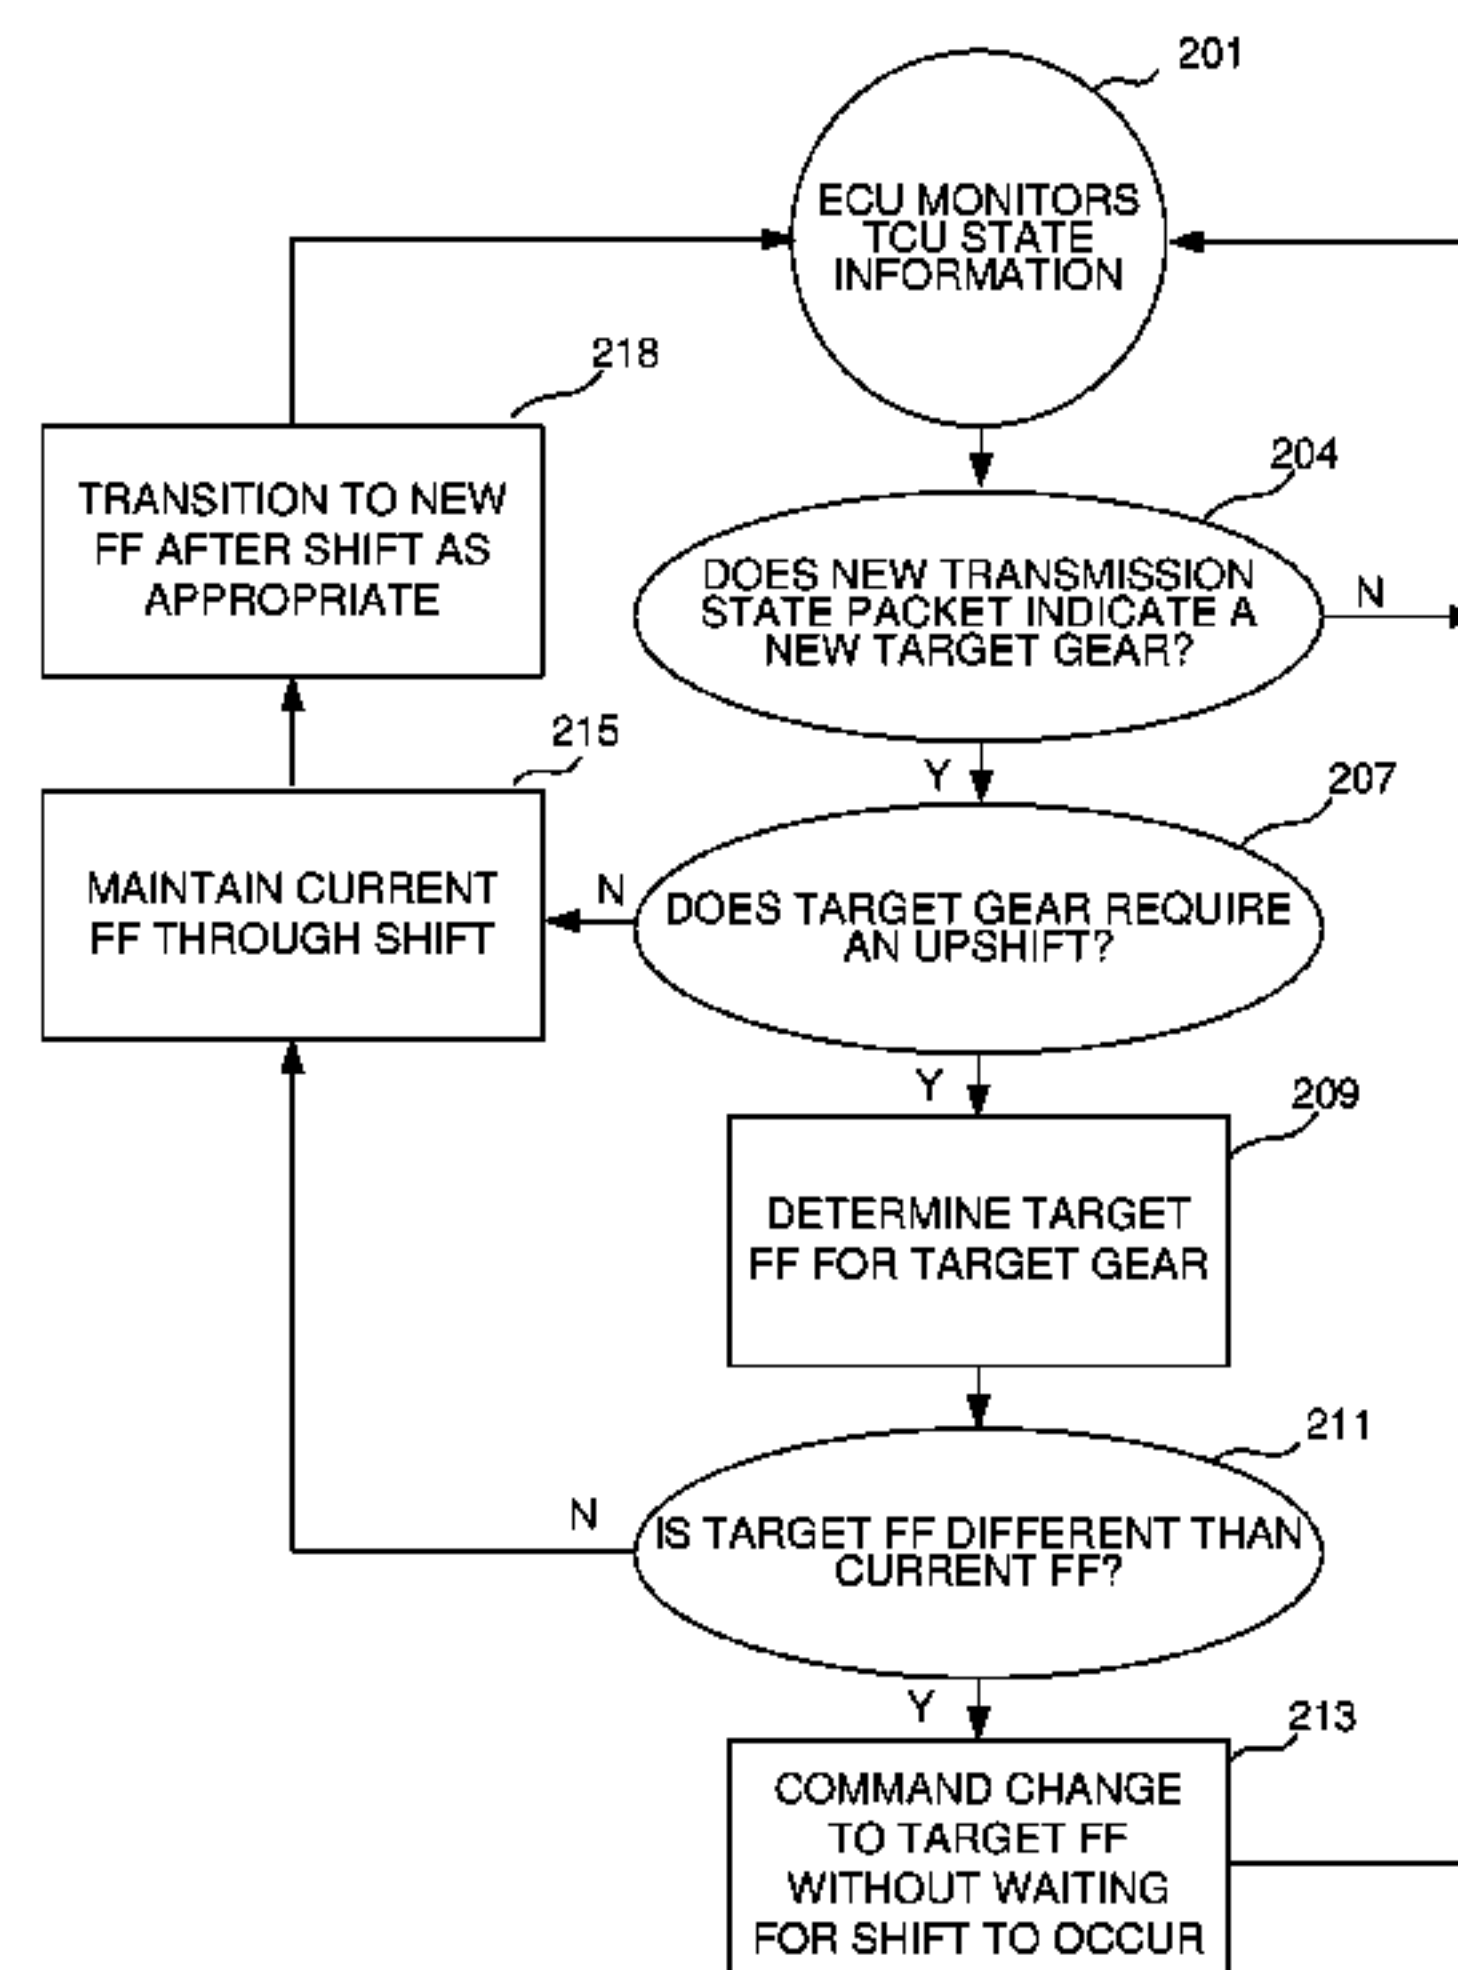 201
ECU MONITORS
TCU STATE
INFORMATION
218
TRANSITION TO NEW
FF AFTER SHIFT AS
APPROPRIATE
204
DOES NEW TRANSMISSION
STATE PACKET INDICATE A
NEW TARGET GEAR?
N
Y
215
MAINTAIN CURRENT
FF THROUGH SHIFT
207
DOES TARGET GEAR REQUIRE
AN UPSHIFT?
N
Y
209
DETERMINE TARGET
FF FOR TARGET GEAR
211
IS TARGET FF DIFFERENT THAN
CURRENT FF?
N
Y
213
COMMAND CHANGE
TO TARGET FF
WITHOUT WAITING
FOR SHIFT TO OCCUR